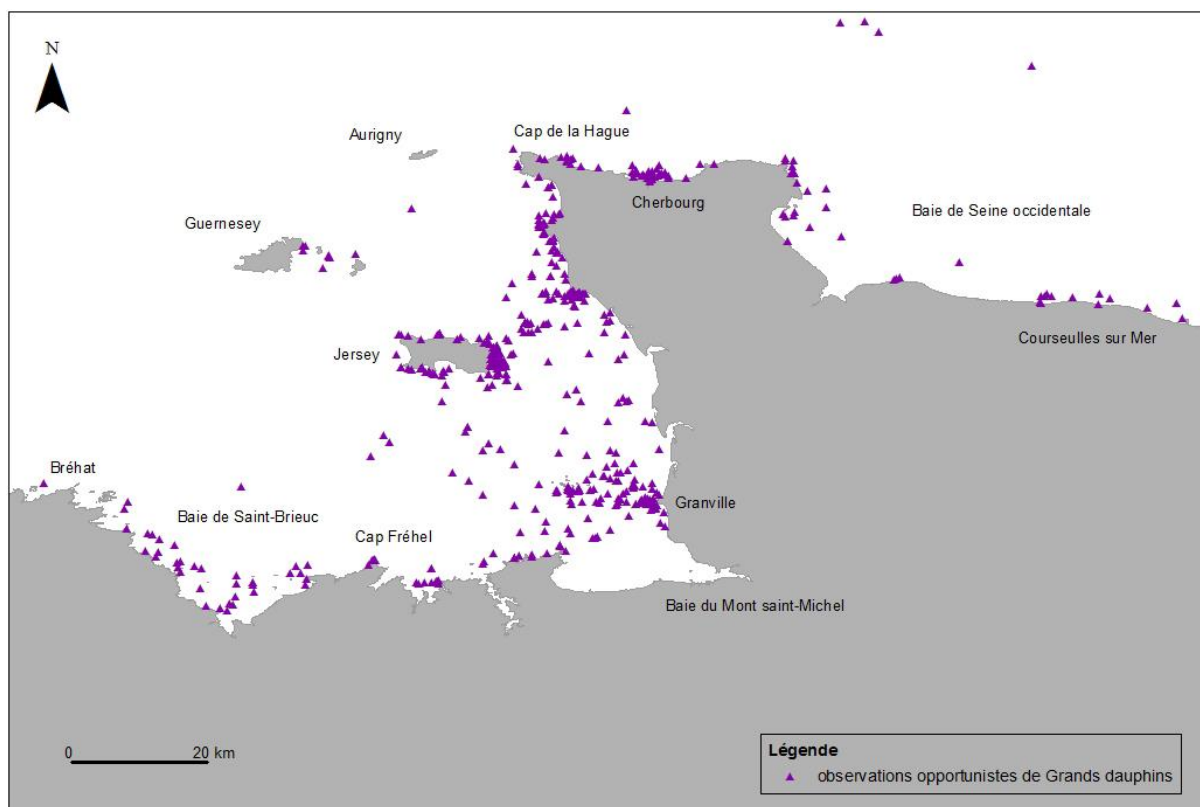 N
Aurigny
Cap de la Hague
Cherbourg
Guernesey
Baie de Seine occidentale
Jersey
Courseulles sur Mer
Bréhat
Baie de Saint-Brieuc
Cap Fréhel
Granville
Baie du Mont saint-Michel
0 20 km
Légende
observations opportunistes de Grands dauphins